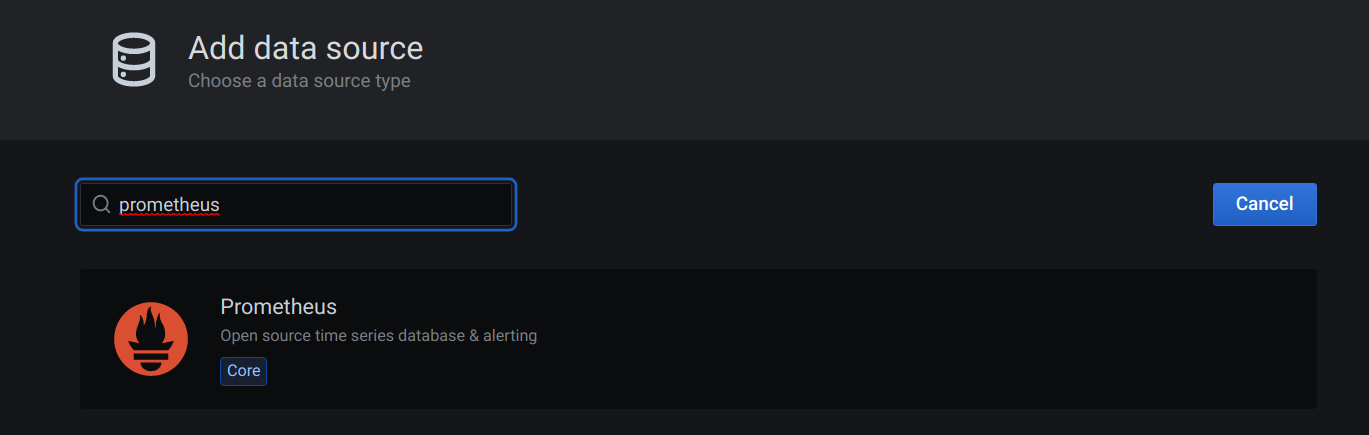 Add data source
Choose a data source type
prometheus
Cancel
Prometheus
Open source time series database & alerting
Core